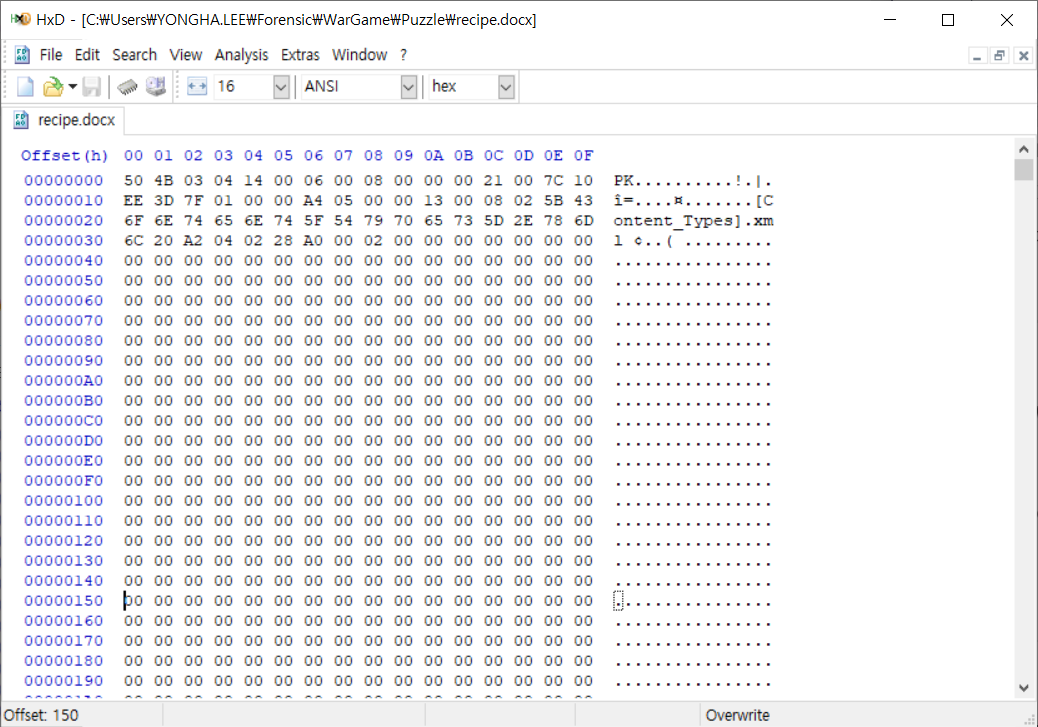 HxD - [C:₩Users₩YONGHA.LEE₩Forensic₩WarGame₩Puzzle₩recipe.docx]
File Edit Search View Analysis Extras Window ?
16 ANSI hex
recipe.docx
Offset(h) 00 01 02 03 04 05 06 07 08 09 0A 0B 0C 0D 0E 0F
00000000 50 4B 03 04 14 00 06 00 08 00 00 00 21 00 7C 10 PK..........!.|.
00000010 EE 3D 7F 01 00 00 A4 05 00 00 13 00 08 02 5B 43 î=....¤.......[C
00000020 6F 6E 74 65 6E 74 5F 54 79 70 65 73 5D 2E 78 6D ontent_Types].xm
00000030 6C 20 A2 04 02 28 A0 00 02 00 00 00 00 00 00 00 l ¢..( .........
00000040 00 00 00 00 00 00 00 00 00 00 00 00 00 00 00 00 ................
00000050 00 00 00 00 00 00 00 00 00 00 00 00 00 00 00 00 ................
00000060 00 00 00 00 00 00 00 00 00 00 00 00 00 00 00 00 ................
00000070 00 00 00 00 00 00 00 00 00 00 00 00 00 00 00 00 ................
00000080 00 00 00 00 00 00 00 00 00 00 00 00 00 00 00 00 ................
00000090 00 00 00 00 00 00 00 00 00 00 00 00 00 00 00 00 ................
000000A0 00 00 00 00 00 00 00 00 00 00 00 00 00 00 00 00 ................
000000B0 00 00 00 00 00 00 00 00 00 00 00 00 00 00 00 00 ................
000000C0 00 00 00 00 00 00 00 00 00 00 00 00 00 00 00 00 ................
000000D0 00 00 00 00 00 00 00 00 00 00 00 00 00 00 00 00 ................
000000E0 00 00 00 00 00 00 00 00 00 00 00 00 00 00 00 00 ................
000000F0 00 00 00 00 00 00 00 00 00 00 00 00 00 00 00 00 ................
00000100 00 00 00 00 00 00 00 00 00 00 00 00 00 00 00 00 ................
00000110 00 00 00 00 00 00 00 00 00 00 00 00 00 00 00 00 ................
00000120 00 00 00 00 00 00 00 00 00 00 00 00 00 00 00 00 ................
00000130 00 00 00 00 00 00 00 00 00 00 00 00 00 00 00 00 ................
00000140 00 00 00 00 00 00 00 00 00 00 00 00 00 00 00 00 ................
00000150 00 00 00 00 00 00 00 00 00 00 00 00 00 00 00 00 ................
00000160 00 00 00 00 00 00 00 00 00 00 00 00 00 00 00 00 ................
00000170 00 00 00 00 00 00 00 00 00 00 00 00 00 00 00 00 ................
00000180 00 00 00 00 00 00 00 00 00 00 00 00 00 00 00 00 ................
00000190 00 00 00 00 00 00 00 00 00 00 00 00 00 00 00 00 ................
Offset: 150 Overwrite